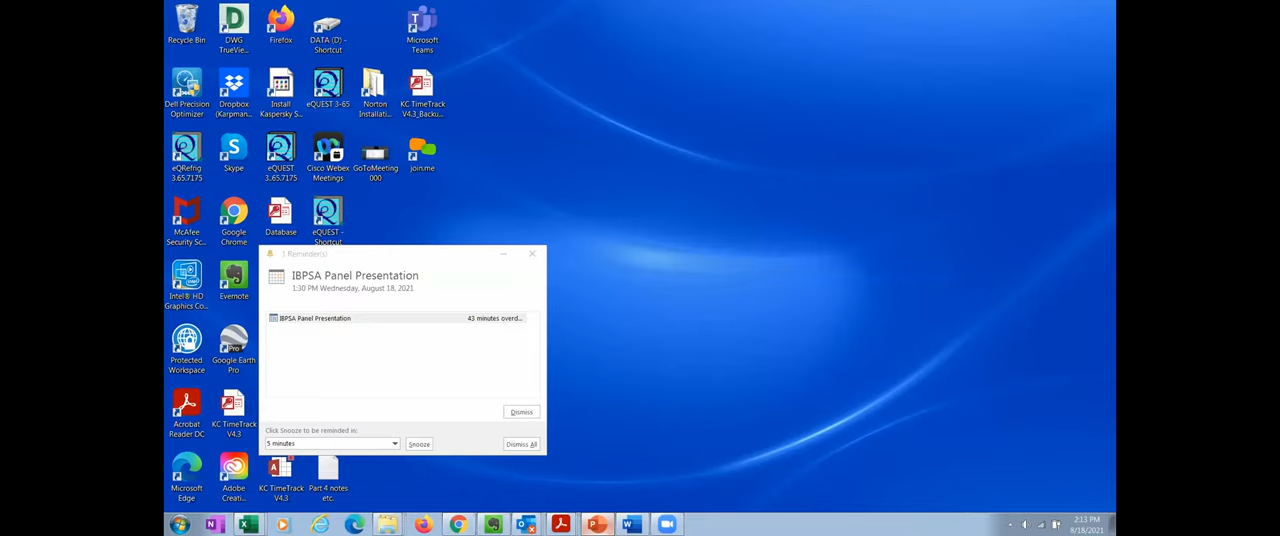 Recycle Bin
DWG
TrueVie...
Firefox
DATA (D) -
Shortcut
Microsoft
Teams
Dell Precision
Optimizer
Dropbox
(Karpman...
Install
Kaspersky S...
eQUEST 3-65
Norton
Installati...
KC TimeTrack
V4.3_Backu...
eQRefrig
3.65.7175
Skype
eQUEST
3.65.7175
Cisco Webex
Meetings
GoToMeeting
000
join.me
McAfee
Security Sc...
Google
Chrome
Database
eQUEST -
Shortcut
Intel® HD
Graphics Co...
Evernote
Protected
Workspace
Google Earth
Pro
Acrobat
Reader DC
KC TimeTrack
V4.3
Microsoft
Edge
Adobe
Creati...
KC TimeTrack
V4.3
Part 4 notes
etc.
1 Reminder(s)
IBPSA Panel Presentation
1:30 PM Wednesday, August 18, 2021
IBPSA Panel Presentation 43 minutes overd...
Dismiss
Click Snooze to be reminded in:
5 minutes Snooze Dismiss All
2:13 PM
8/18/2021